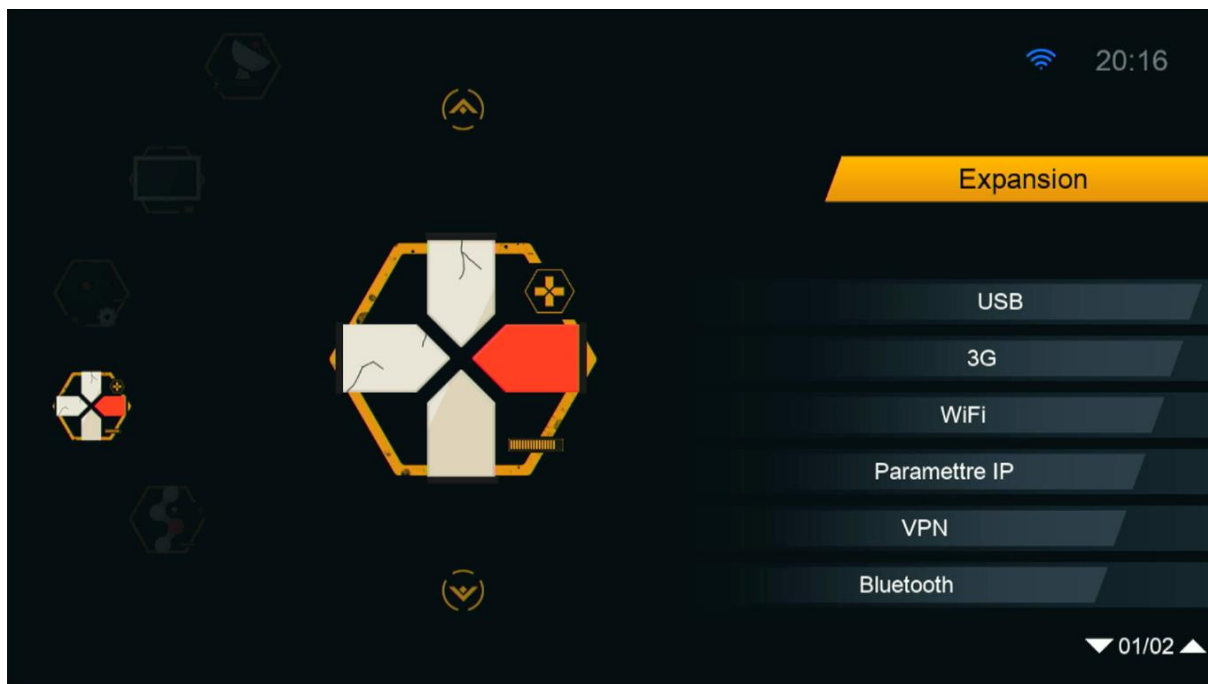 20:16
Expansion
USB
3G
WiFi
Paramettre IP
VPN
Bluetooth
01/02